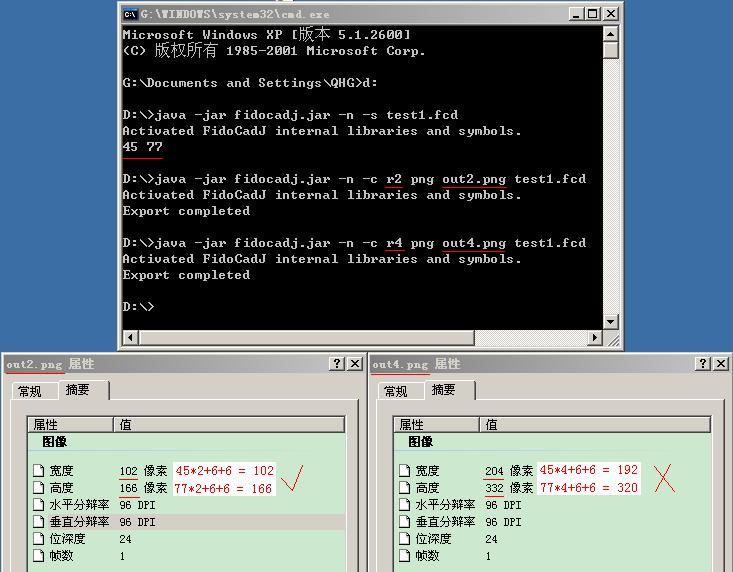 G:\WINDOWS\system32\cmd.exe
Microsoft Windows XP [版本 5.1.2600]
(C) 版权所有 1985-2001 Microsoft Corp.
G:\Documents and Settings\QHG>d:
D:\>java -jar fidocadj.jar -n -s test1.fcd
Activated FidoCadJ internal libraries and symbols.
45 77
D:\>java -jar fidocadj.jar -n -c r2 png out2.png test1.fcd
Activated FidoCadJ internal libraries and symbols.
Export completed
D:\>java -jar fidocadj.jar -n -c r4 png out4.png test1.fcd
Activated FidoCadJ internal libraries and symbols.
Export completed
D:\>
out2.png 属性
常规 摘要
属性 值
图像
宽度 102 像素 45*2+6+6 = 102
高度 166 像素 77*2+6+6 = 166
水平分辩率 96 DPI
垂直分辩率 96 DPI
位深度 24
帧数 1
out4.png 属性
常规 摘要
属性 值
图像
宽度 204 像素 45*4+6+6 = 192
高度 332 像素 77*4+6+6 = 320
水平分辩率 96 DPI
垂直分辩率 96 DPI
位深度 24
帧数 1